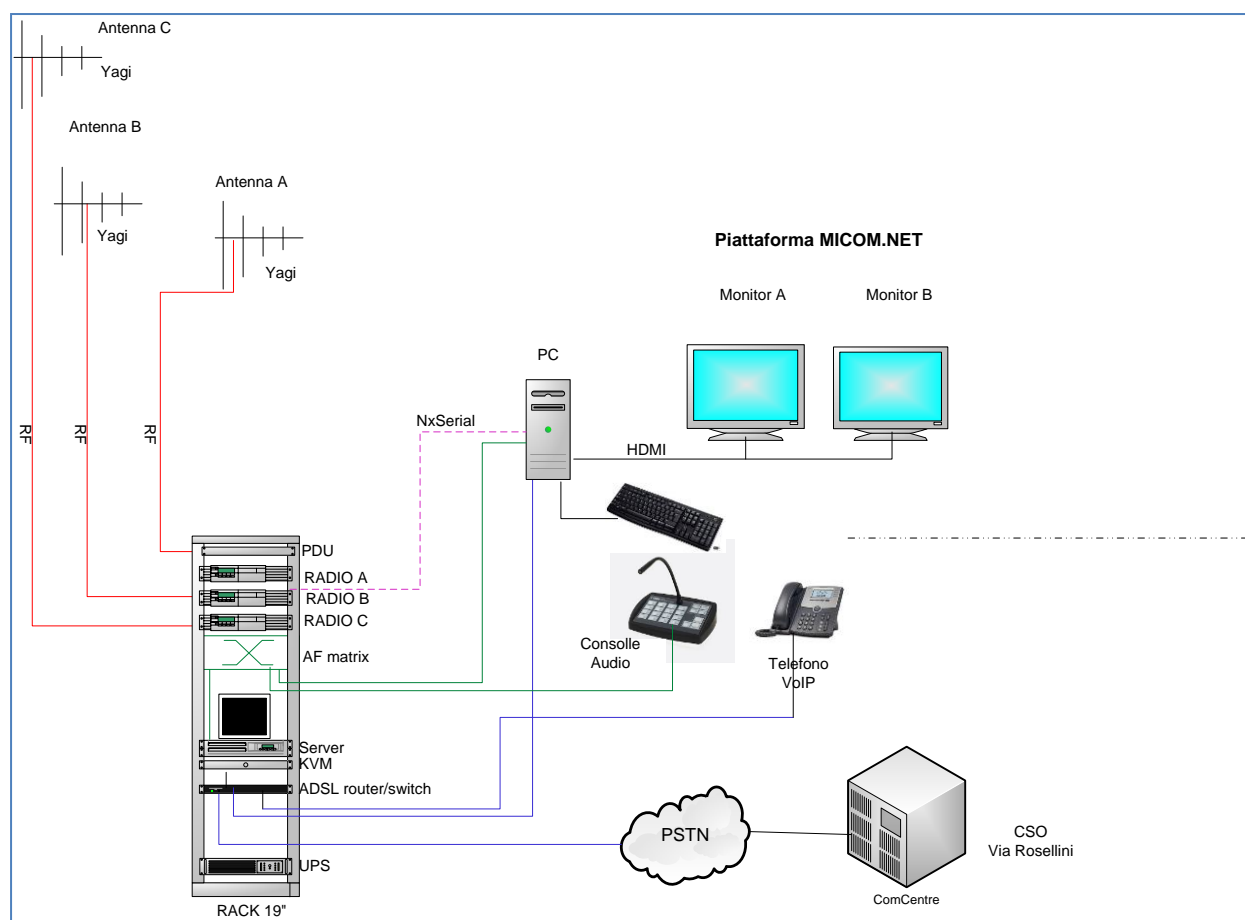 Antenna C
Yagi
Antenna B
Yagi
Antenna A
Yagi
Piattaforma MICOM.NET
Monitor A
Monitor B
PC
NxSerial
HDMI
RF
RF
RF
PDU
RADIO A
RADIO B
RADIO C
AF matrix
Consolle
Audio
Telefono
VoIP
Server
KVM
ADSL router/switch
PSTN
CSO
Via Rosellini
UPS
ComCentre
RACK 19"